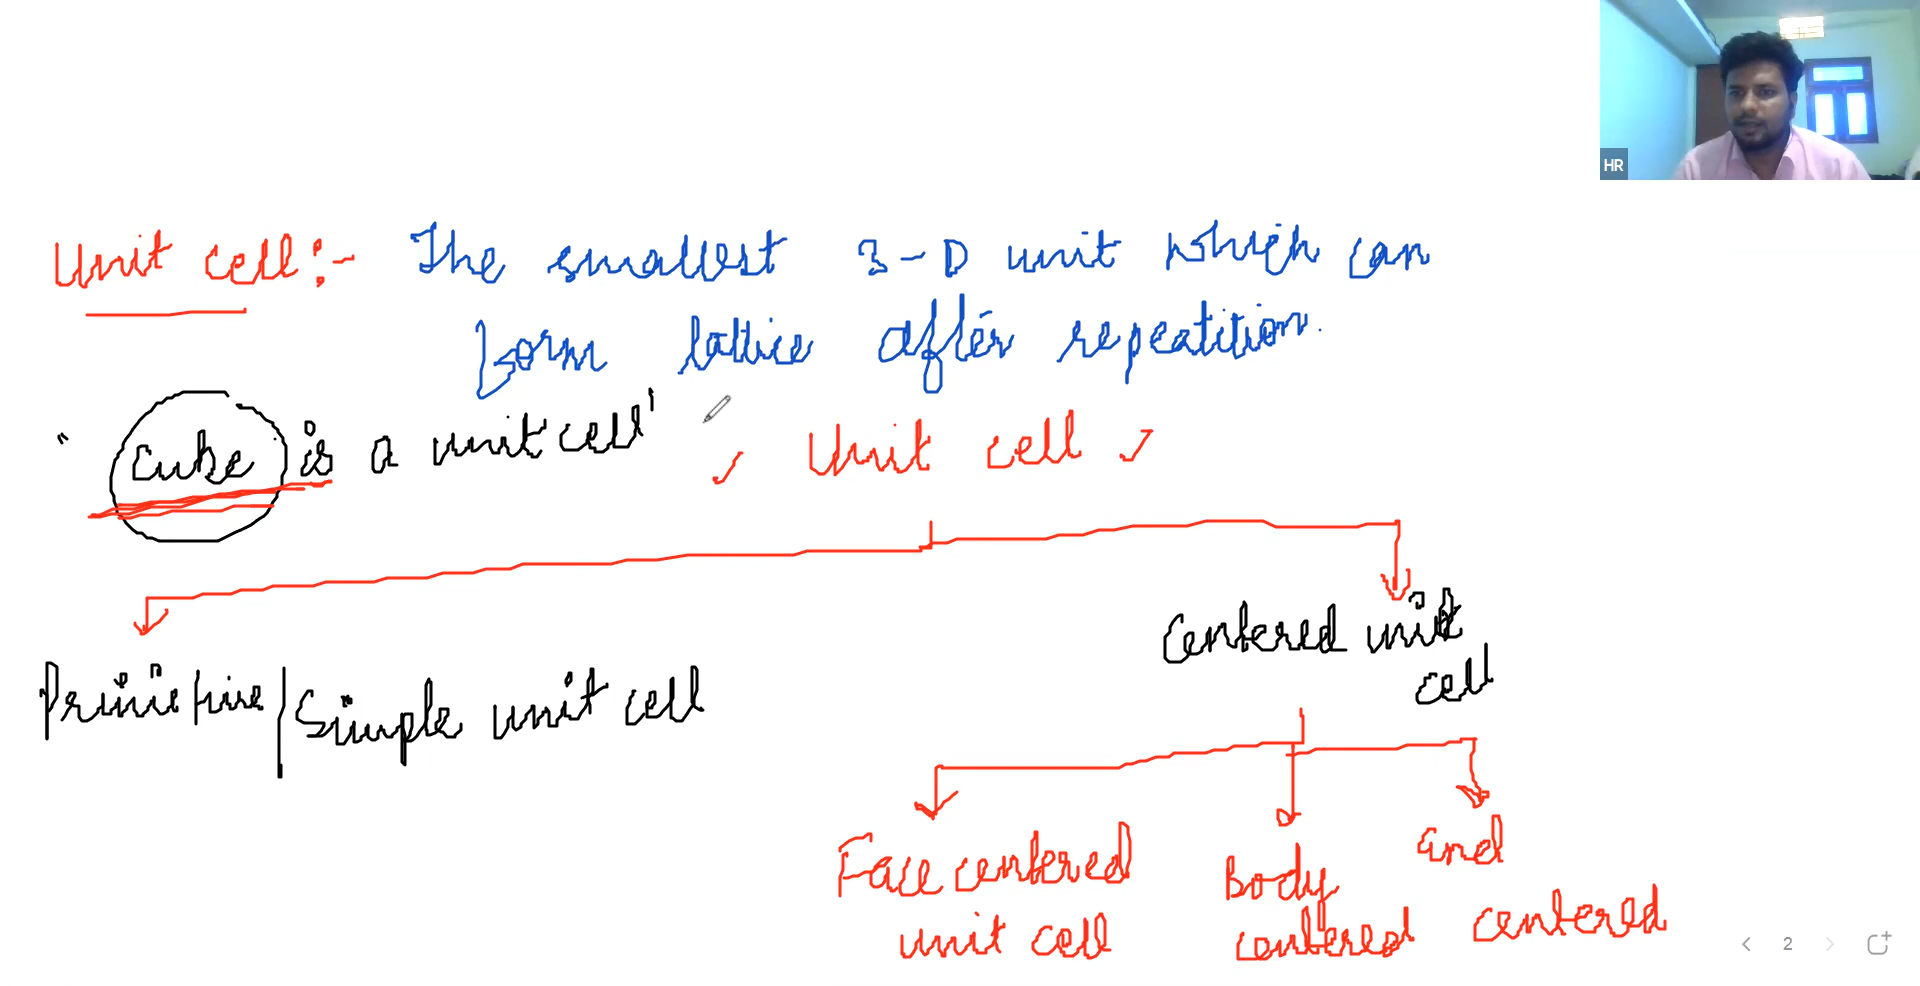 HR
Unit cell:- The smallest 3-D unit which can
form lattice after repeatition.
" Cube is a unit cell'
Unit cell
Primitive/Simple unit cell
Centered unit
cell
Face centered
unit cell
Body
centered
end
centered
2